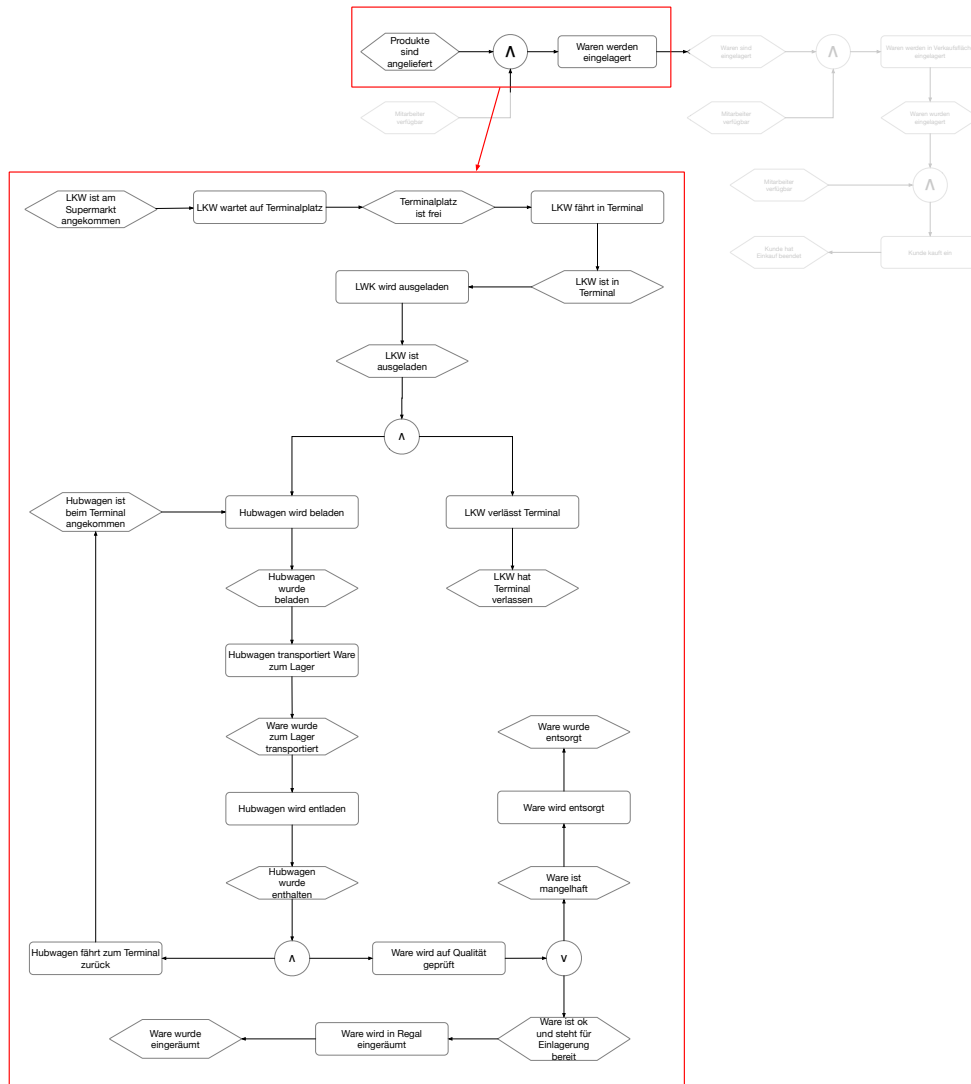 Produkte
sind
angeliefert
Λ
Waren werden
eingelagert
Waren sind
eingelagert
Λ
Waren werden in Verkaufsfläche
eingelagert
Mitarbeiter
verfügbar
Mitarbeiter
verfügbar
Waren wurden
eingelagert
Mitarbeiter
verfügbar
Λ
Kunde hat
Einkauf beendet
Kunde kauft ein
LKW ist am
Supermarkt
angekommen
LKW wartet auf Terminalplatz
Terminalplatz
ist frei
LKW fährt in Terminal
LWK wird ausgeladen
LKW ist in
Terminal
LKW ist
ausgeladen
Λ
Hubwagen ist
beim Terminal
angekommen
Hubwagen wird beladen
LKW verlässt Terminal
Hubwagen
wurde
beladen
LKW hat
Terminal
verlassen
Hubwagen transportiert Ware
zum Lager
Ware wurde
zum Lager
transportiert
Ware wurde
entsorgt
Hubwagen wird entladen
Ware wird entsorgt
Hubwagen
wurde
enthalten
Ware ist
mangelhaft
Hubwagen fährt zum Terminal
zurück
Λ
Ware wird auf Qualität
geprüft
V
Ware wurde
eingeräumt
Ware wird in Regal
eingeräumt
Ware ist ok
und steht für
Einlagerung
bereit